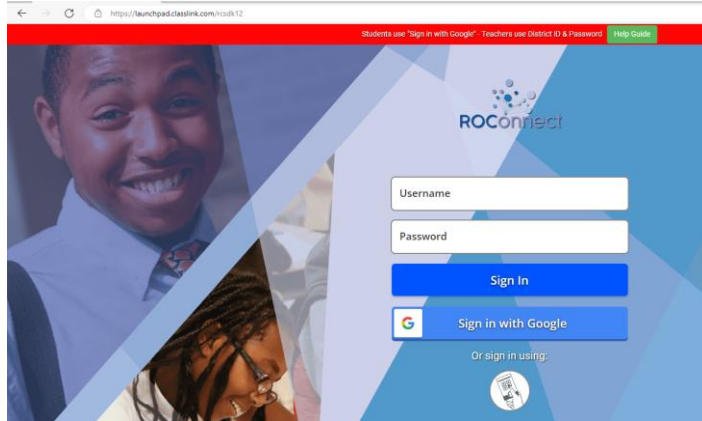 https://launchpad.classlink.com/rcsdk12
Students use "Sign in with Google" - Teachers use District ID & Password Help Guide
ROConnect
Username
Password
Sign In
G Sign in with Google
Or sign in using: